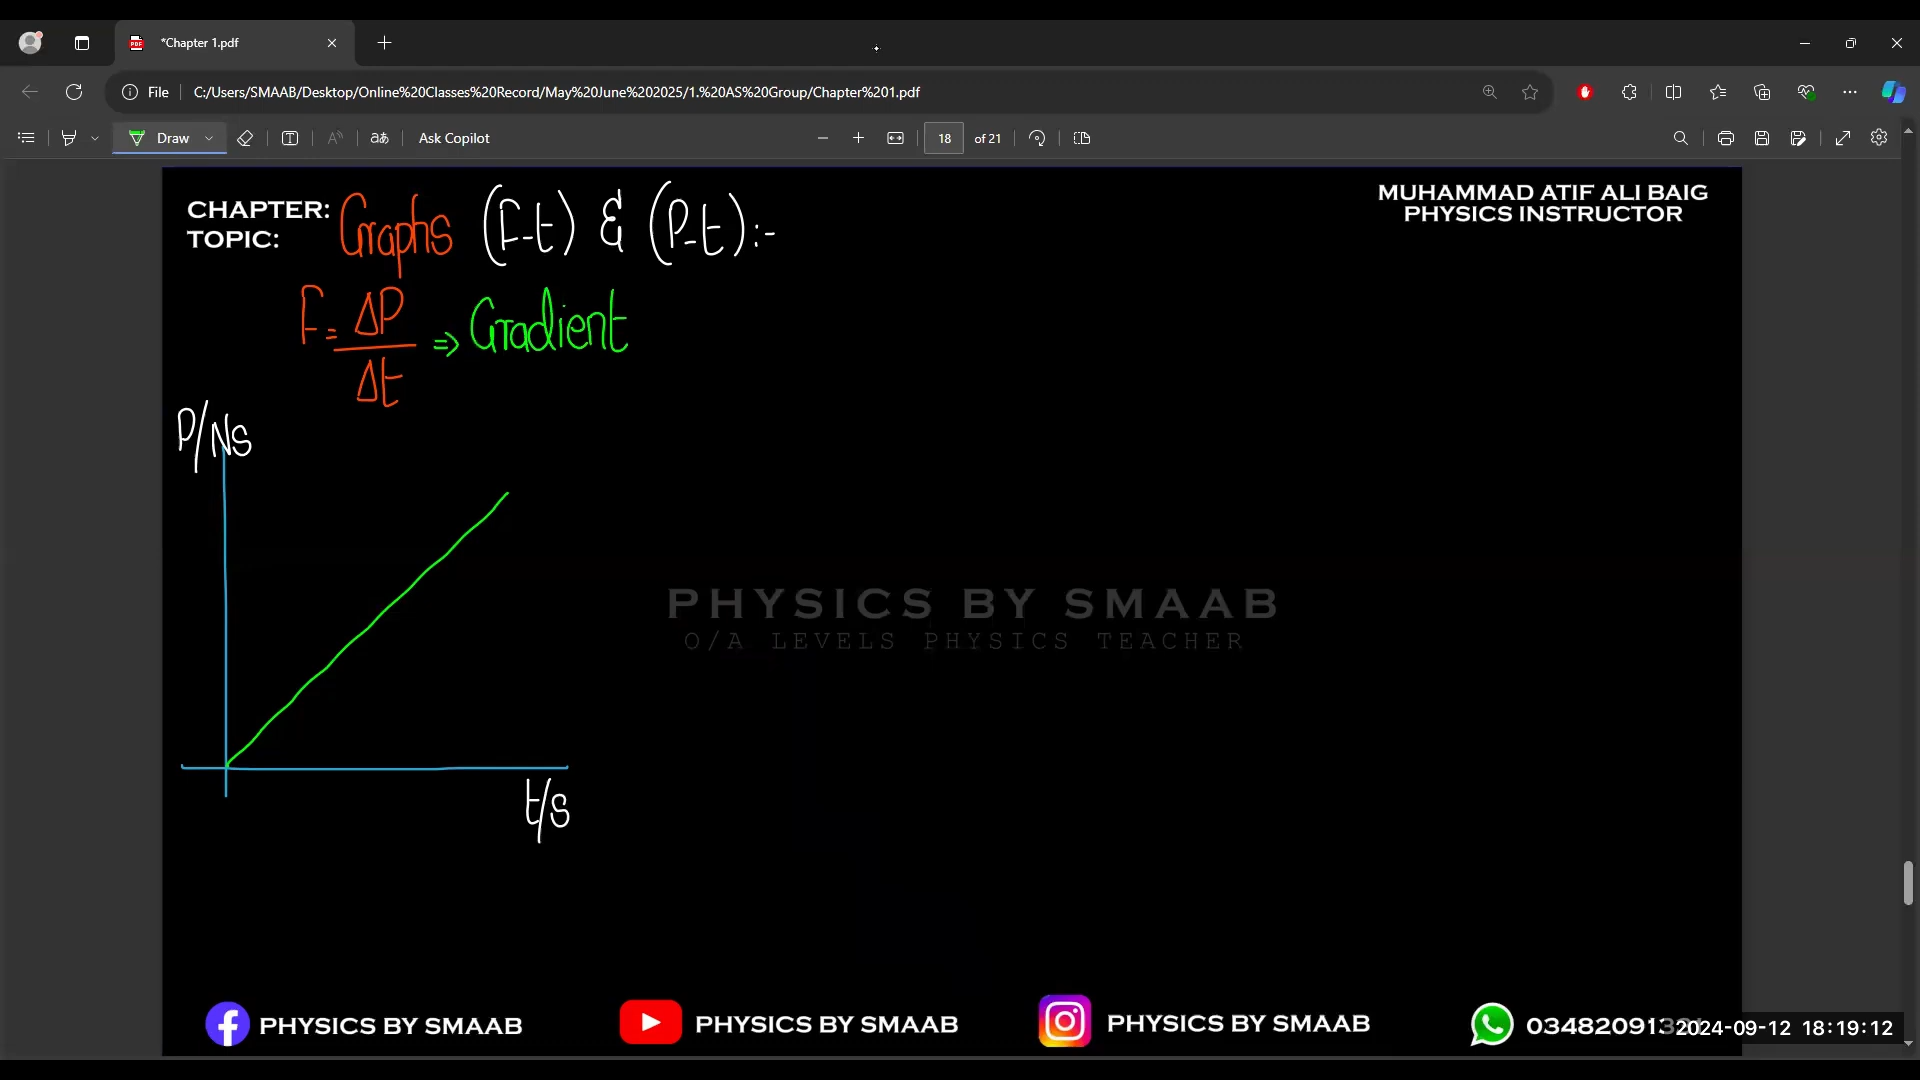 *Chapter 1.pdf
File C:/Users/SMAAB/Desktop/Online%20Classes%20Record/May%20June%202025/1.%20AS%20Group/Chapter%201.pdf
Draw aあ Ask Copilot 18 of 21
CHAPTER: Graphs (F-t) & (P-t):-
TOPIC:
MUHAMMAD ATIF ALI BAIG
PHYSICS INSTRUCTOR
F = ΔP/Δt ⇒ Gradient
P/Ns
t/s
PHYSICS BY SMAAB
O/A LEVELS PHYSICS TEACHER
PHYSICS BY SMAAB
PHYSICS BY SMAAB
PHYSICS BY SMAAB
2024-09-12 18:19:12